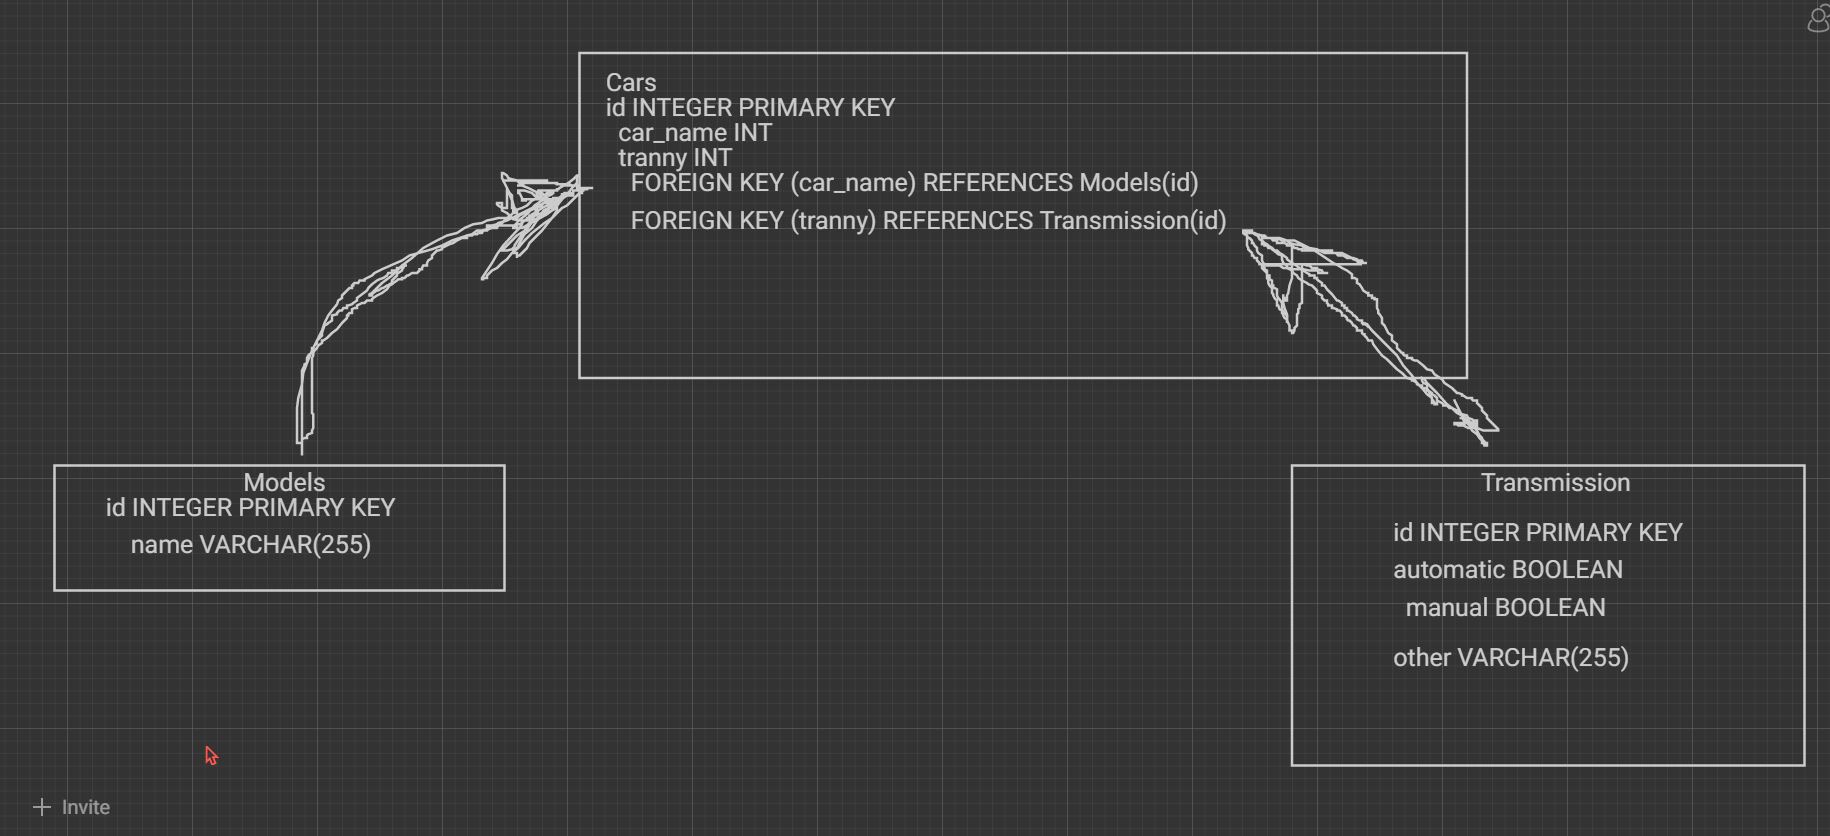 Cars
id INTEGER PRIMARY KEY
car_name INT
tranny INT
FOREIGN KEY (car_name) REFERENCES Models(id)
FOREIGN KEY (tranny) REFERENCES Transmission(id)
Models
id INTEGER PRIMARY KEY
name VARCHAR(255)
Transmission
id INTEGER PRIMARY KEY
automatic BOOLEAN
manual BOOLEAN
other VARCHAR(255)
Invite